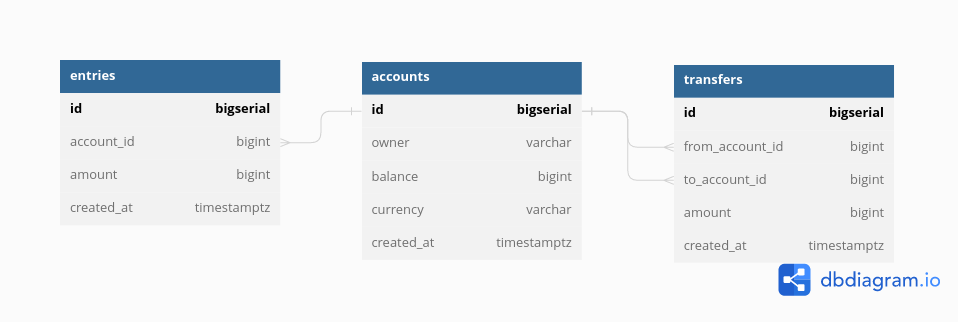 entries
id bigserial
account_id bigint
amount bigint
created_at timestamptz
accounts
id bigserial
owner varchar
balance bigint
currency varchar
created_at timestamptz
transfers
id bigserial
from_account_id bigint
to_account_id bigint
amount bigint
created_at timestamptz
dbdiagram.io